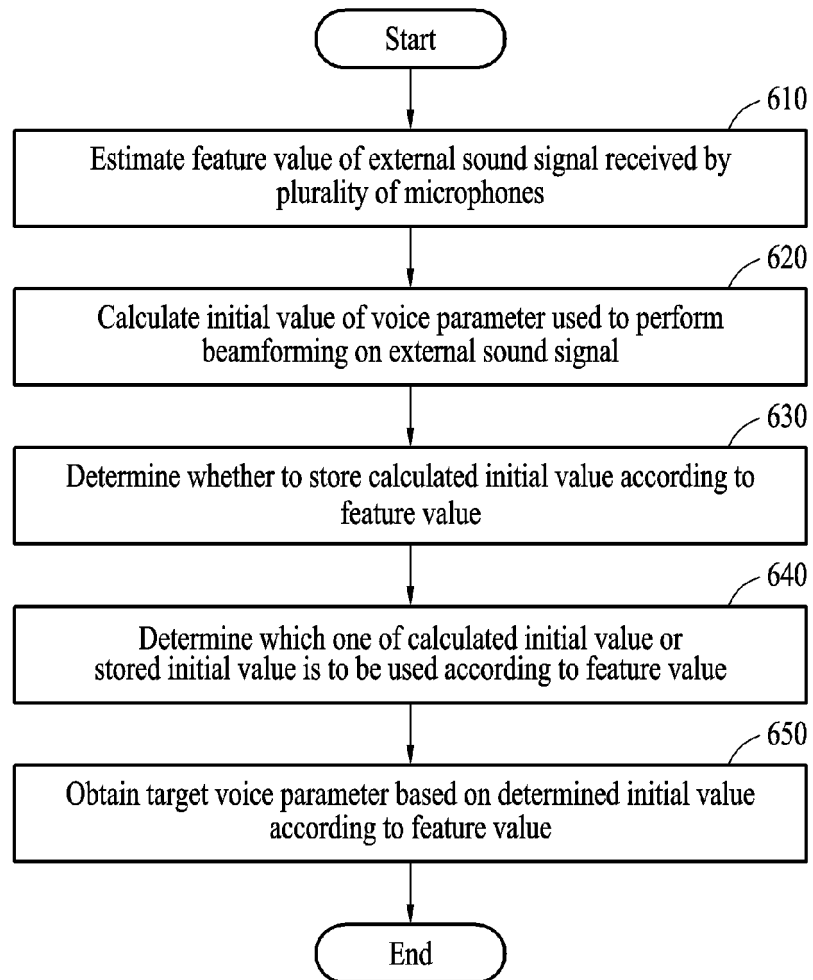 Start
610
Estimate feature value of external sound signal received by
plurality of microphones
620
Calculate initial value of voice parameter used to perform
beamforming on external sound signal
630
Determine whether to store calculated initial value according to
feature value
640
Determine which one of calculated initial value or
stored initial value is to be used according to feature value
650
Obtain target voice parameter based on determined initial value
according to feature value
End